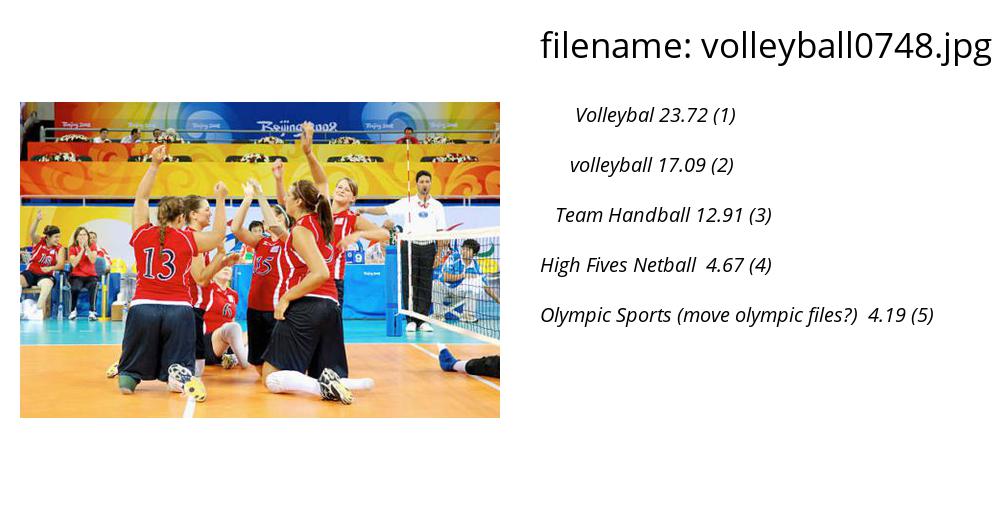 filename: volleyball0748.jpg
Volleybal 23.72 (1)
volleyball 17.09 (2)
Team Handball 12.91 (3)
High Fives Netball 4.67 (4)
Olympic Sports (move olympic files?) 4.19 (5)
Beijing 2008
13
15
6